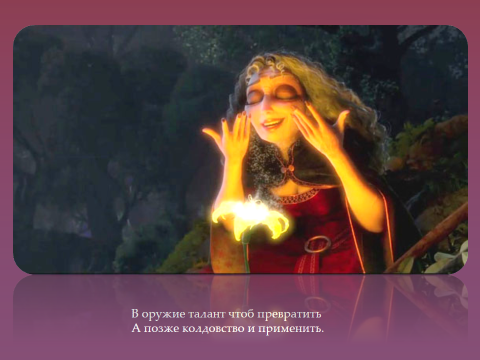 В оружие талант чтоб превратить
А позже колдовство и применить.